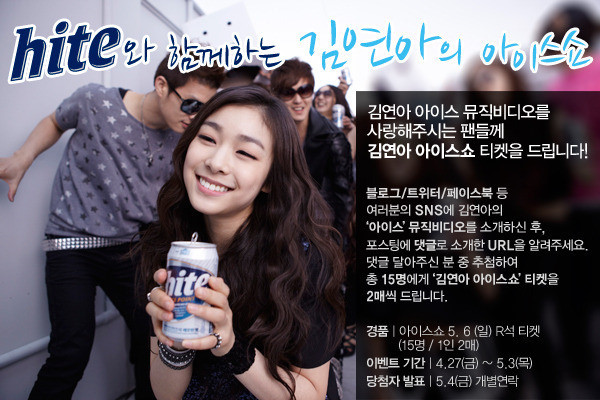 hite와 함께하는 김연아의 아이스쇼
김연아 아이스 뮤직비디오를
사랑해주시는 팬들께
김연아 아이스쇼 티켓을 드립니다!
블로그/트위터/페이스북 등
여러분의 SNS에 김연아의
‘아이스’ 뮤직비디오를 소개하신 후,
포스팅에 댓글로 소개한 URL을 알려주세요.
댓글 달아주신 분 중 추첨하여
총 15명에게 ‘김연아 아이스쇼’ 티켓을
2매씩 드립니다.
경품 | 아이스쇼 5. 6 (일) R석 티켓
(15명 / 1인 2매)
이벤트 기간 | 4.27(금) ~ 5.3(목)
당첨자 발표 | 5.4(금) 개별연락
hite